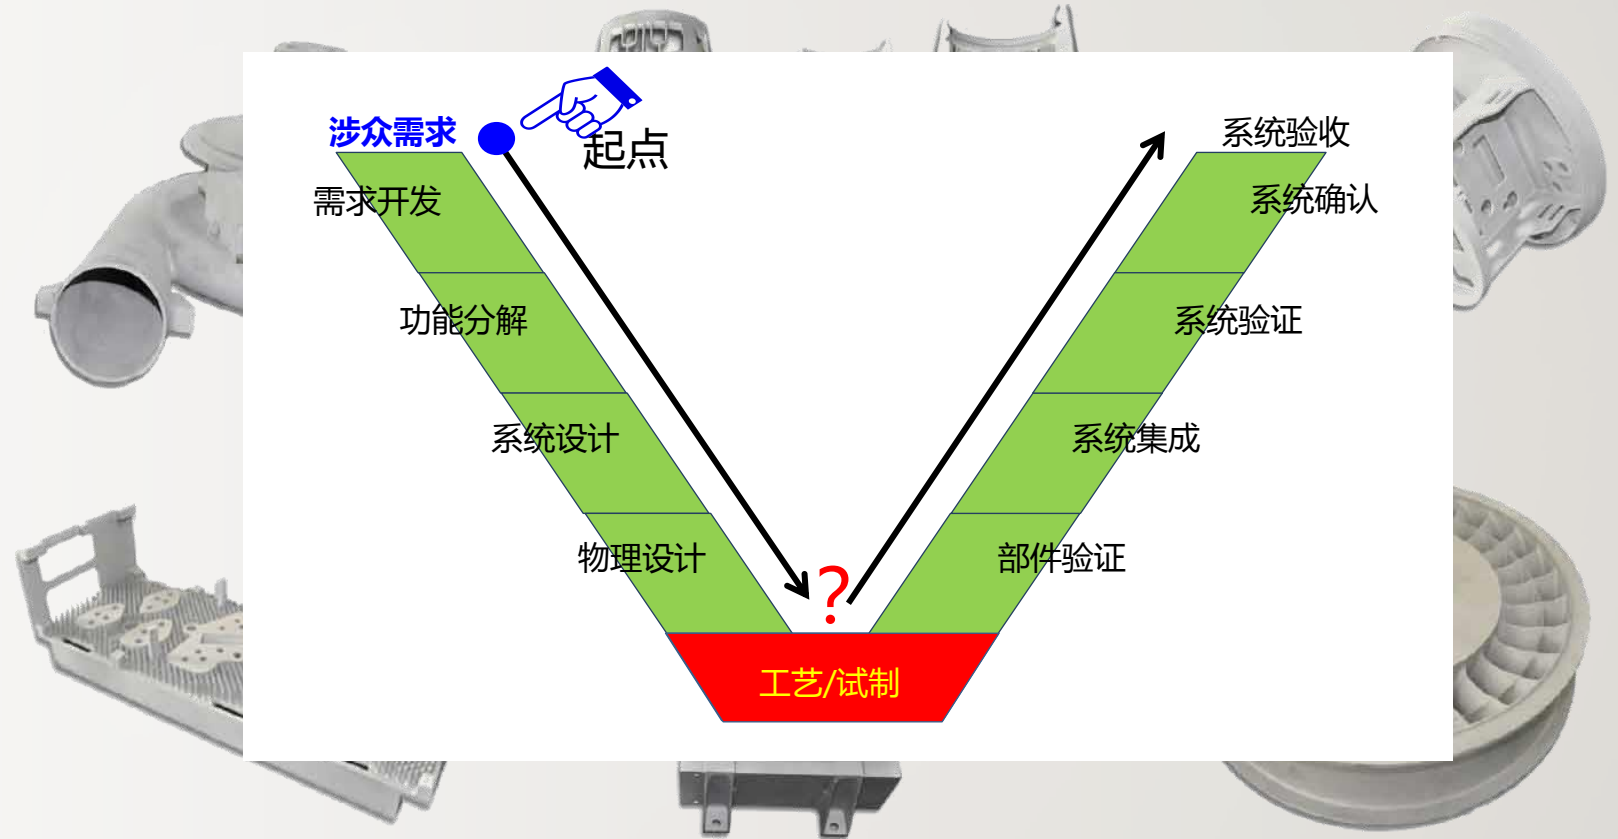 涉众需求
起点
系统验收
需求开发
系统确认
功能分解
系统验证
系统设计
系统集成
物理设计
部件验证
?
工艺/试制